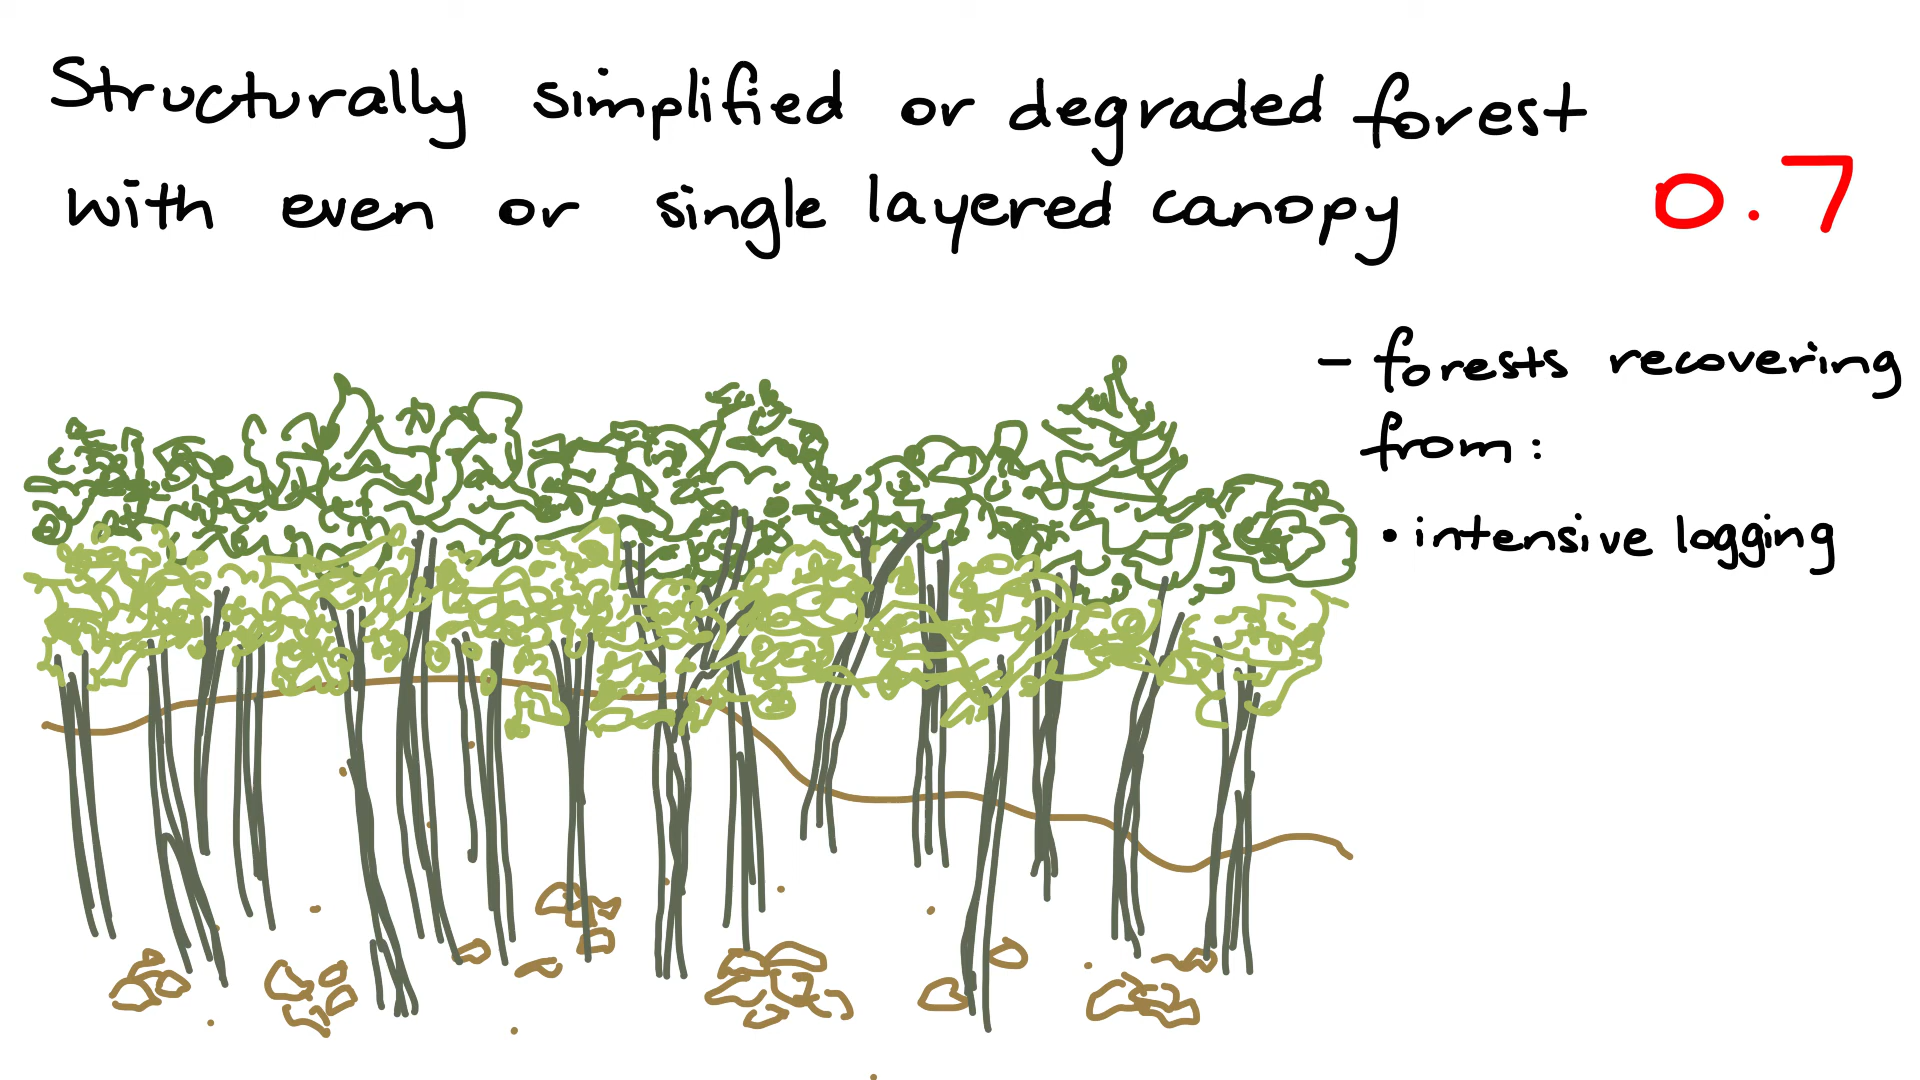 Structurally simplified or degraded forest
with even or single layered canopy
0.7
- forests recovering
from:
• intensive logging